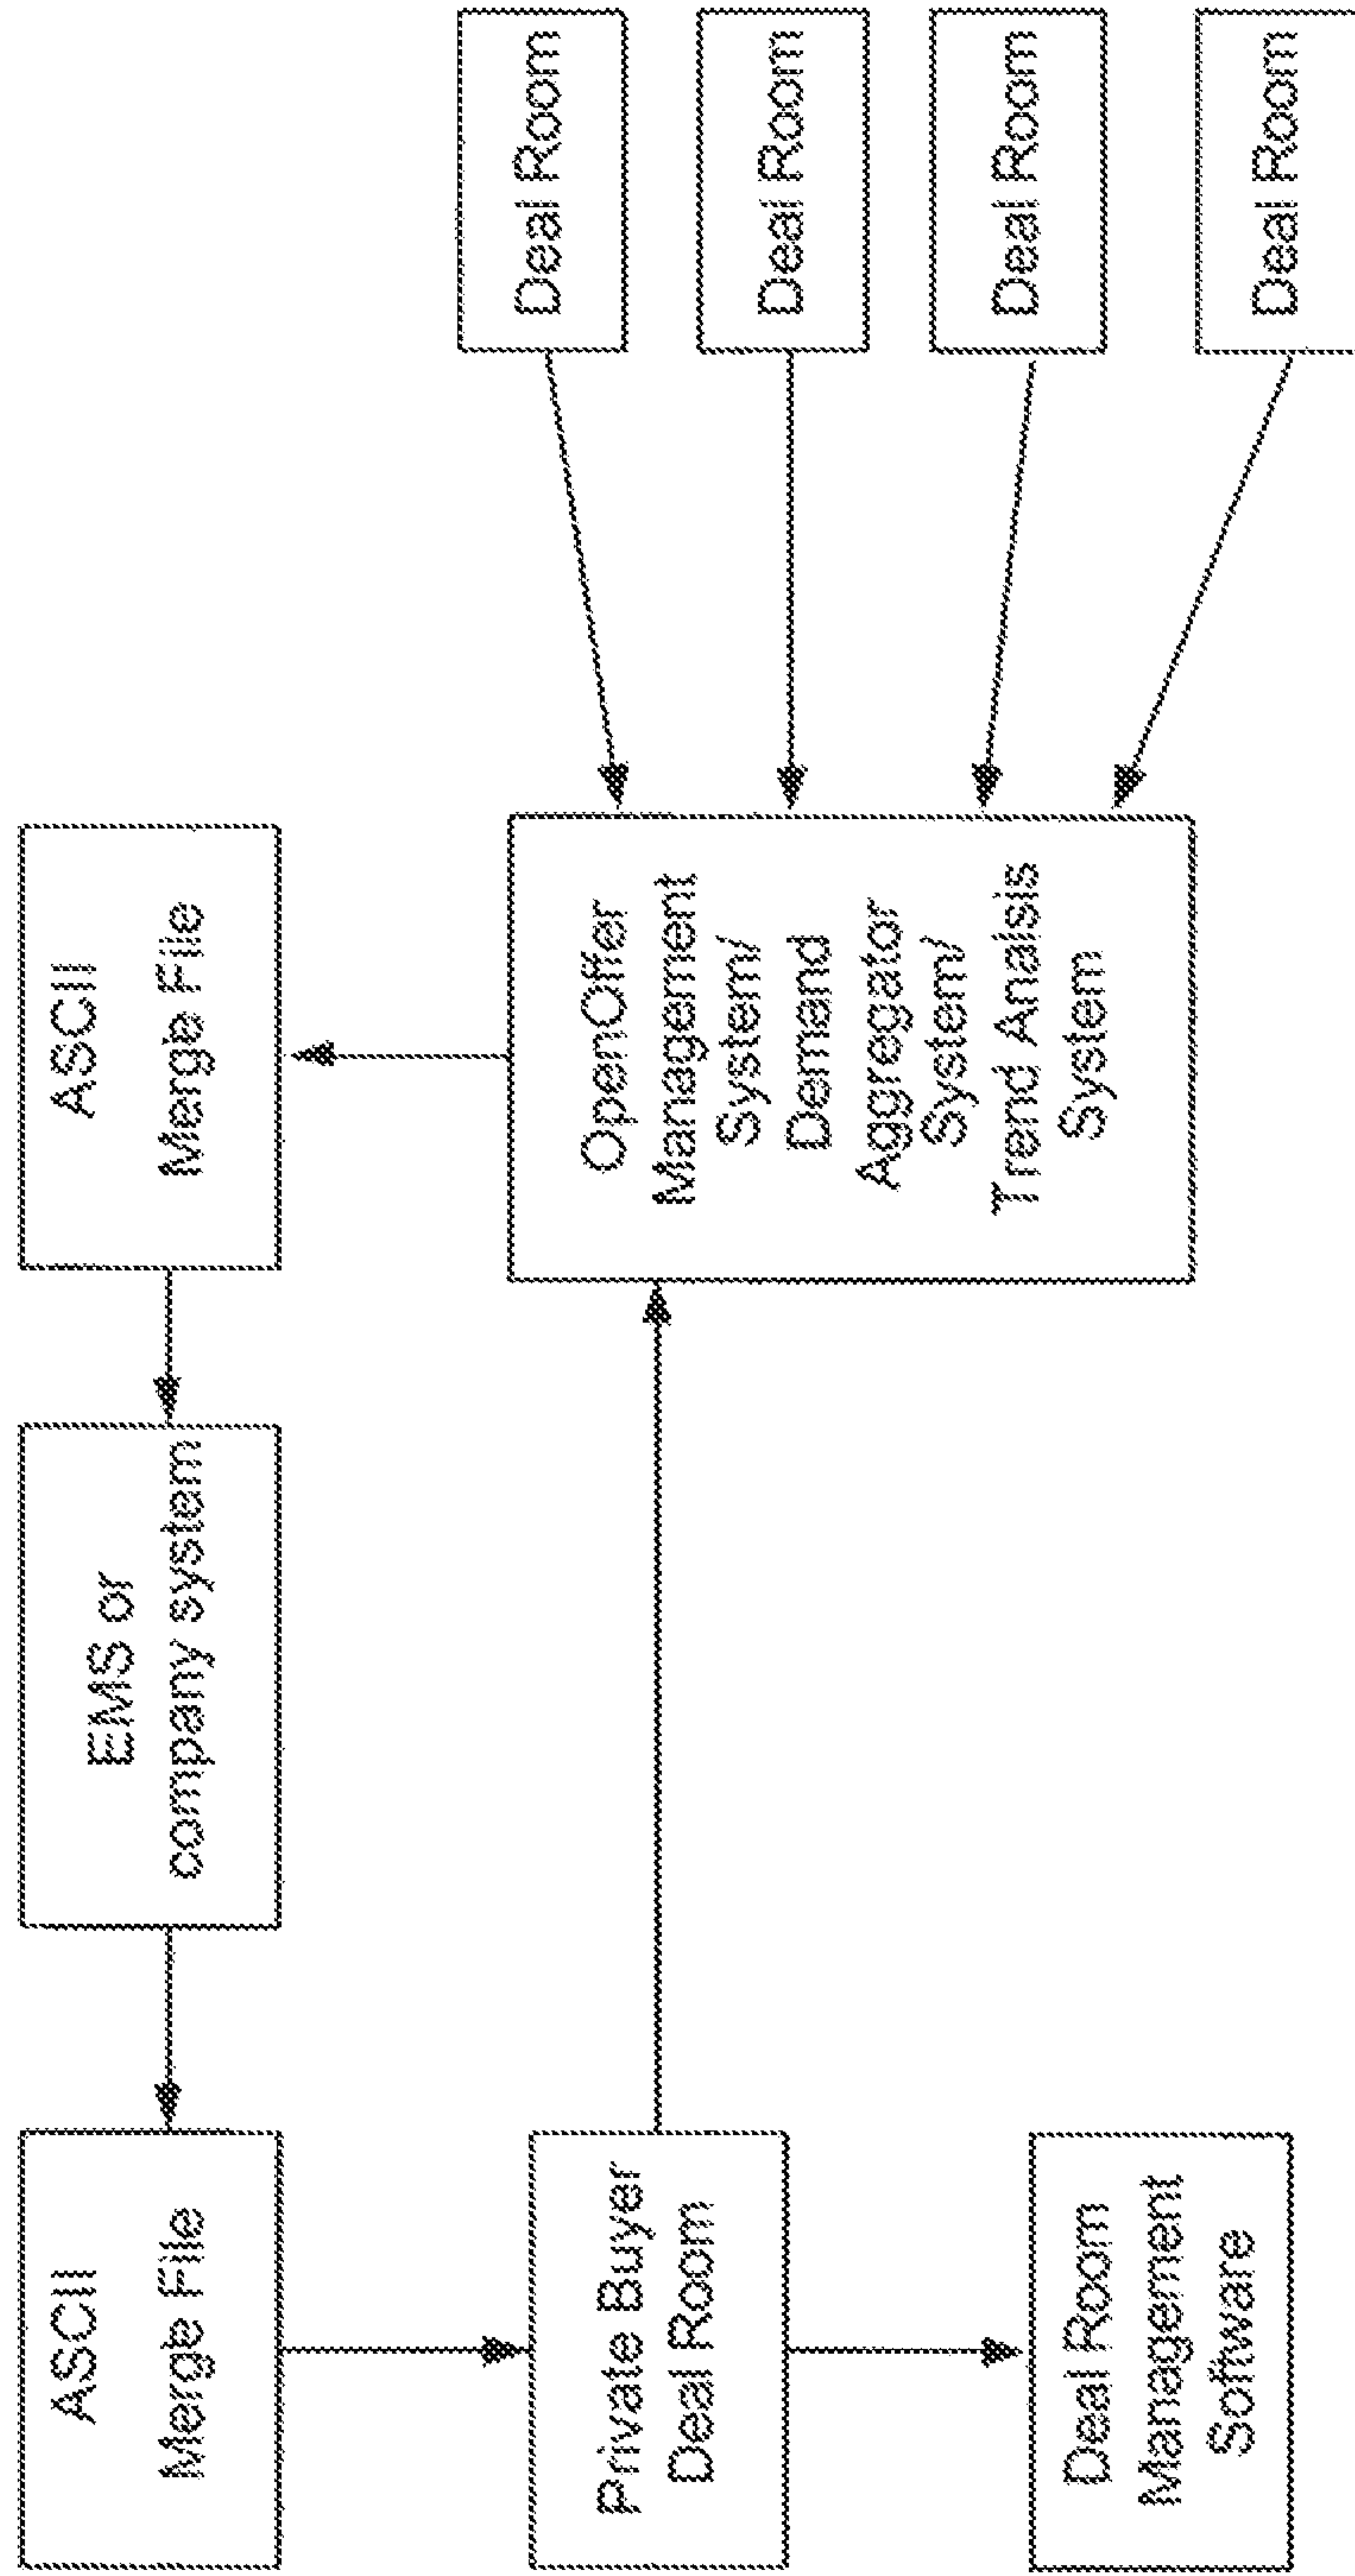 ASCII
Merge File
EMS or
company system
ASCII
Merge File
Private Buyer
Deal Room
OpenOffer
Management
System/
Demand
Aggregator
System/
Trend Analsis
System
Deal Room
Deal Room
Deal Room
Deal Room
Deal Room
Management
Software